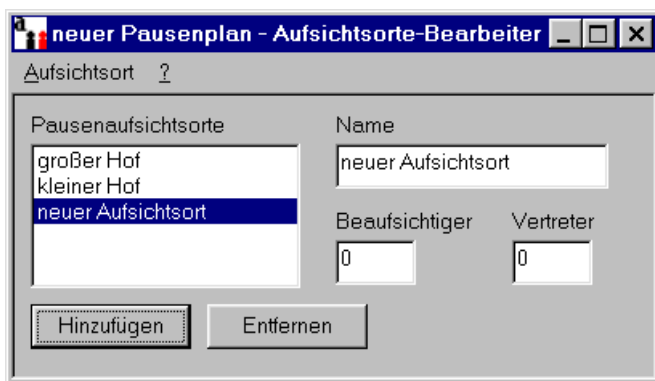 neuer Pausenplan - Aufsichtsorte-Bearbeiter
Aufsichtsort ?
Pausenaufsichtsorte
großer Hof
kleiner Hof
neuer Aufsichtsort
Name
neuer Aufsichtsort
Beaufsichtiger Vertreter
0 0
Hinzufügen Entfernen